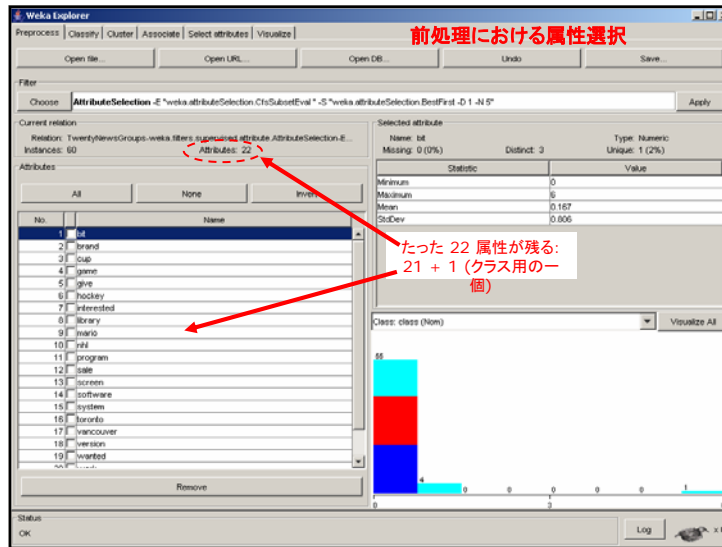 Weka Explorer
Preprocess Classify Cluster Associate Select attributes Visualize
前処理における属性選択
Open file... Open URL... Open DB... Undo Save...
Filter
Choose AttributeSelection -E "weka.attributeSelection.CfsSubsetEval " -S "weka.attributeSelection.BestFirst -D 1 -N 5" Apply
Current relation
Relation: TwentyNewsGroups-weka.filters.supervised.attribute.AttributeSelection-E...
Instances: 60 Attributes: 22
Selected attribute
Name: bit Type: Numeric
Missing: 0 (0%) Distinct: 3 Unique: 1 (2%)
Statistic Value
Minimum 0
Maximum 6
Mean 0.167
StdDev 0.806
Attributes
All None Invert
No. Name
1 bit
2 brand
3 cup
4 game
5 give
6 hockey
7 interested
8 library
9 mario
10 nhl
11 program
12 sale
13 screen
14 software
15 system
16 toronto
17 vancouver
18 version
19 wanted
Remove
たった 22 属性が残る:
21 + 1 (クラス用の一
個)
Class: class (Nom) Visualize All
55
4 0 0 0 0 0 1
0 3
Status
OK
Log x